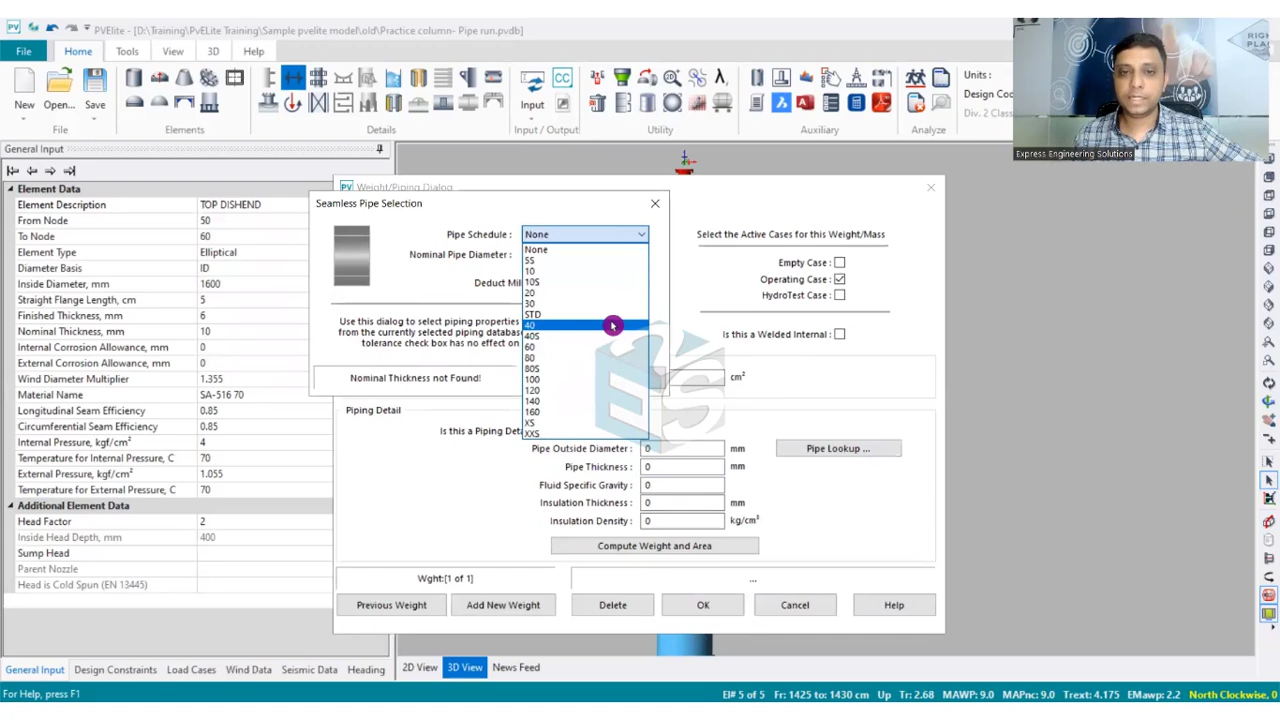 PVElite - [D:\Training\PvELite Training\Sample pvelite model\old\Practice column- Pipe run.pvdb]
File Home Tools View 3D Help
New Open... Save Input
Units :
Design Co
Div. 2 Class
File Elements Details Input / Output Utility Auxiliary Analyze
RIGH
PLA
Express Engineering Solutions
General Input
Element Data
Element Description TOP DISHEND
From Node 50
To Node 60
Element Type Elliptical
Diameter Basis ID
Inside Diameter, mm 1600
Straight Flange Length, cm 5
Finished Thickness, cm 6
Nominal Thickness, mm 10
Internal Corrosion Allowance, mm 0
External Corrosion Allowance, mm 0
Wind Diameter Multiplier 1.355
Material Name SA-516 70
Longitudinal Seam Efficiency 0.85
Circumferential Seam Efficiency 0.85
Internal Pressure, kgf/cm² 4
Temperature for Internal Pressure, C 70
External Pressure, kgf/cm² 1.055
Temperature for External Pressure, C 70
Additional Element Data
Head Factor 2
Inside Head Depth, mm 400
Sump Head
Parent Nozzle
Head is Cold Spun (EN 13445)
General Input Design Constraints Load Cases Wind Data Seismic Data Heading
PV Weight/Piping Dialog
Seamless Pipe Selection
Pipe Schedule : None
Nominal Pipe Diameter :
Deduct Mil
Use this dialog to select piping properties
from the currently selected piping database
tolerance check box has no effect on
Nominal Thickness not Found!
None
5S
10
10S
20
30
STD
40
40S
60
80
80S
100
120
140
160
XS
XXS
Select the Active Cases for this Weight/Mass
Empty Case :
Operating Case :
HydroTest Case :
Is this a Welded Internal :
cm²
Piping Detail
Is this a Piping Deta
Pipe Outside Diameter : 0 mm Pipe Lookup ...
Pipe Thickness : 0 mm
Fluid Specific Gravity : 0
Insulation Thickness : 0 mm
Insulation Density : 0 kg/cm³
Compute Weight and Area
Wght:[1 of 1] ...
Previous Weight Add New Weight Delete OK Cancel Help
2D View 3D View News Feed
For Help, press F1
El# 5 of 5 Fr: 1425 to: 1430 cm Up Tr: 2.68 MAWP: 9.0 MAPnc: 9.0 Trext: 4.175 EMawp: 2.2 North Clockwise, 0